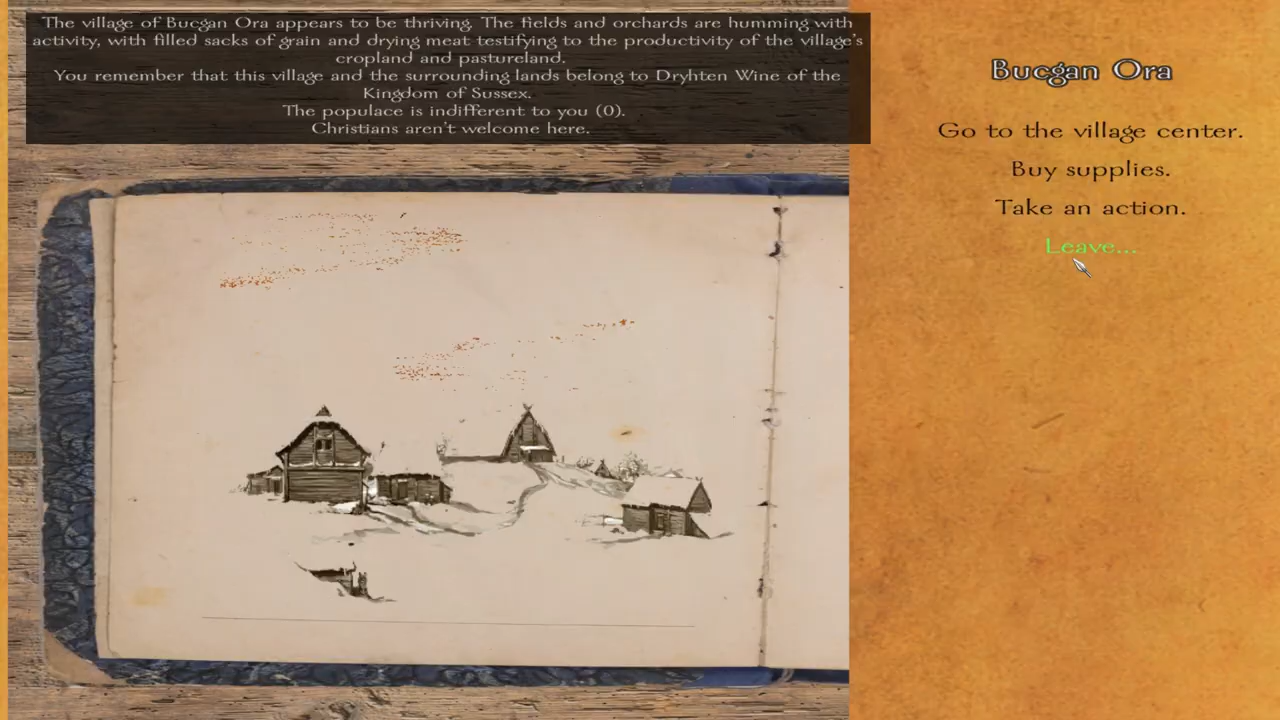 The village of Bucgan Ora appears to be thriving. The fields and orchards are humming with
activity, with filled sacks of grain and drying meat testifying to the productivity of the village's
cropland and pastureland.
You remember that this village and the surrounding lands belong to Dryhten Wine of the
Kingdom of Sussex.
The populace is indifferent to you (0).
Christians aren't welcome here.
Bucgan Ora
Go to the village center.
Buy supplies.
Take an action.
Leave...